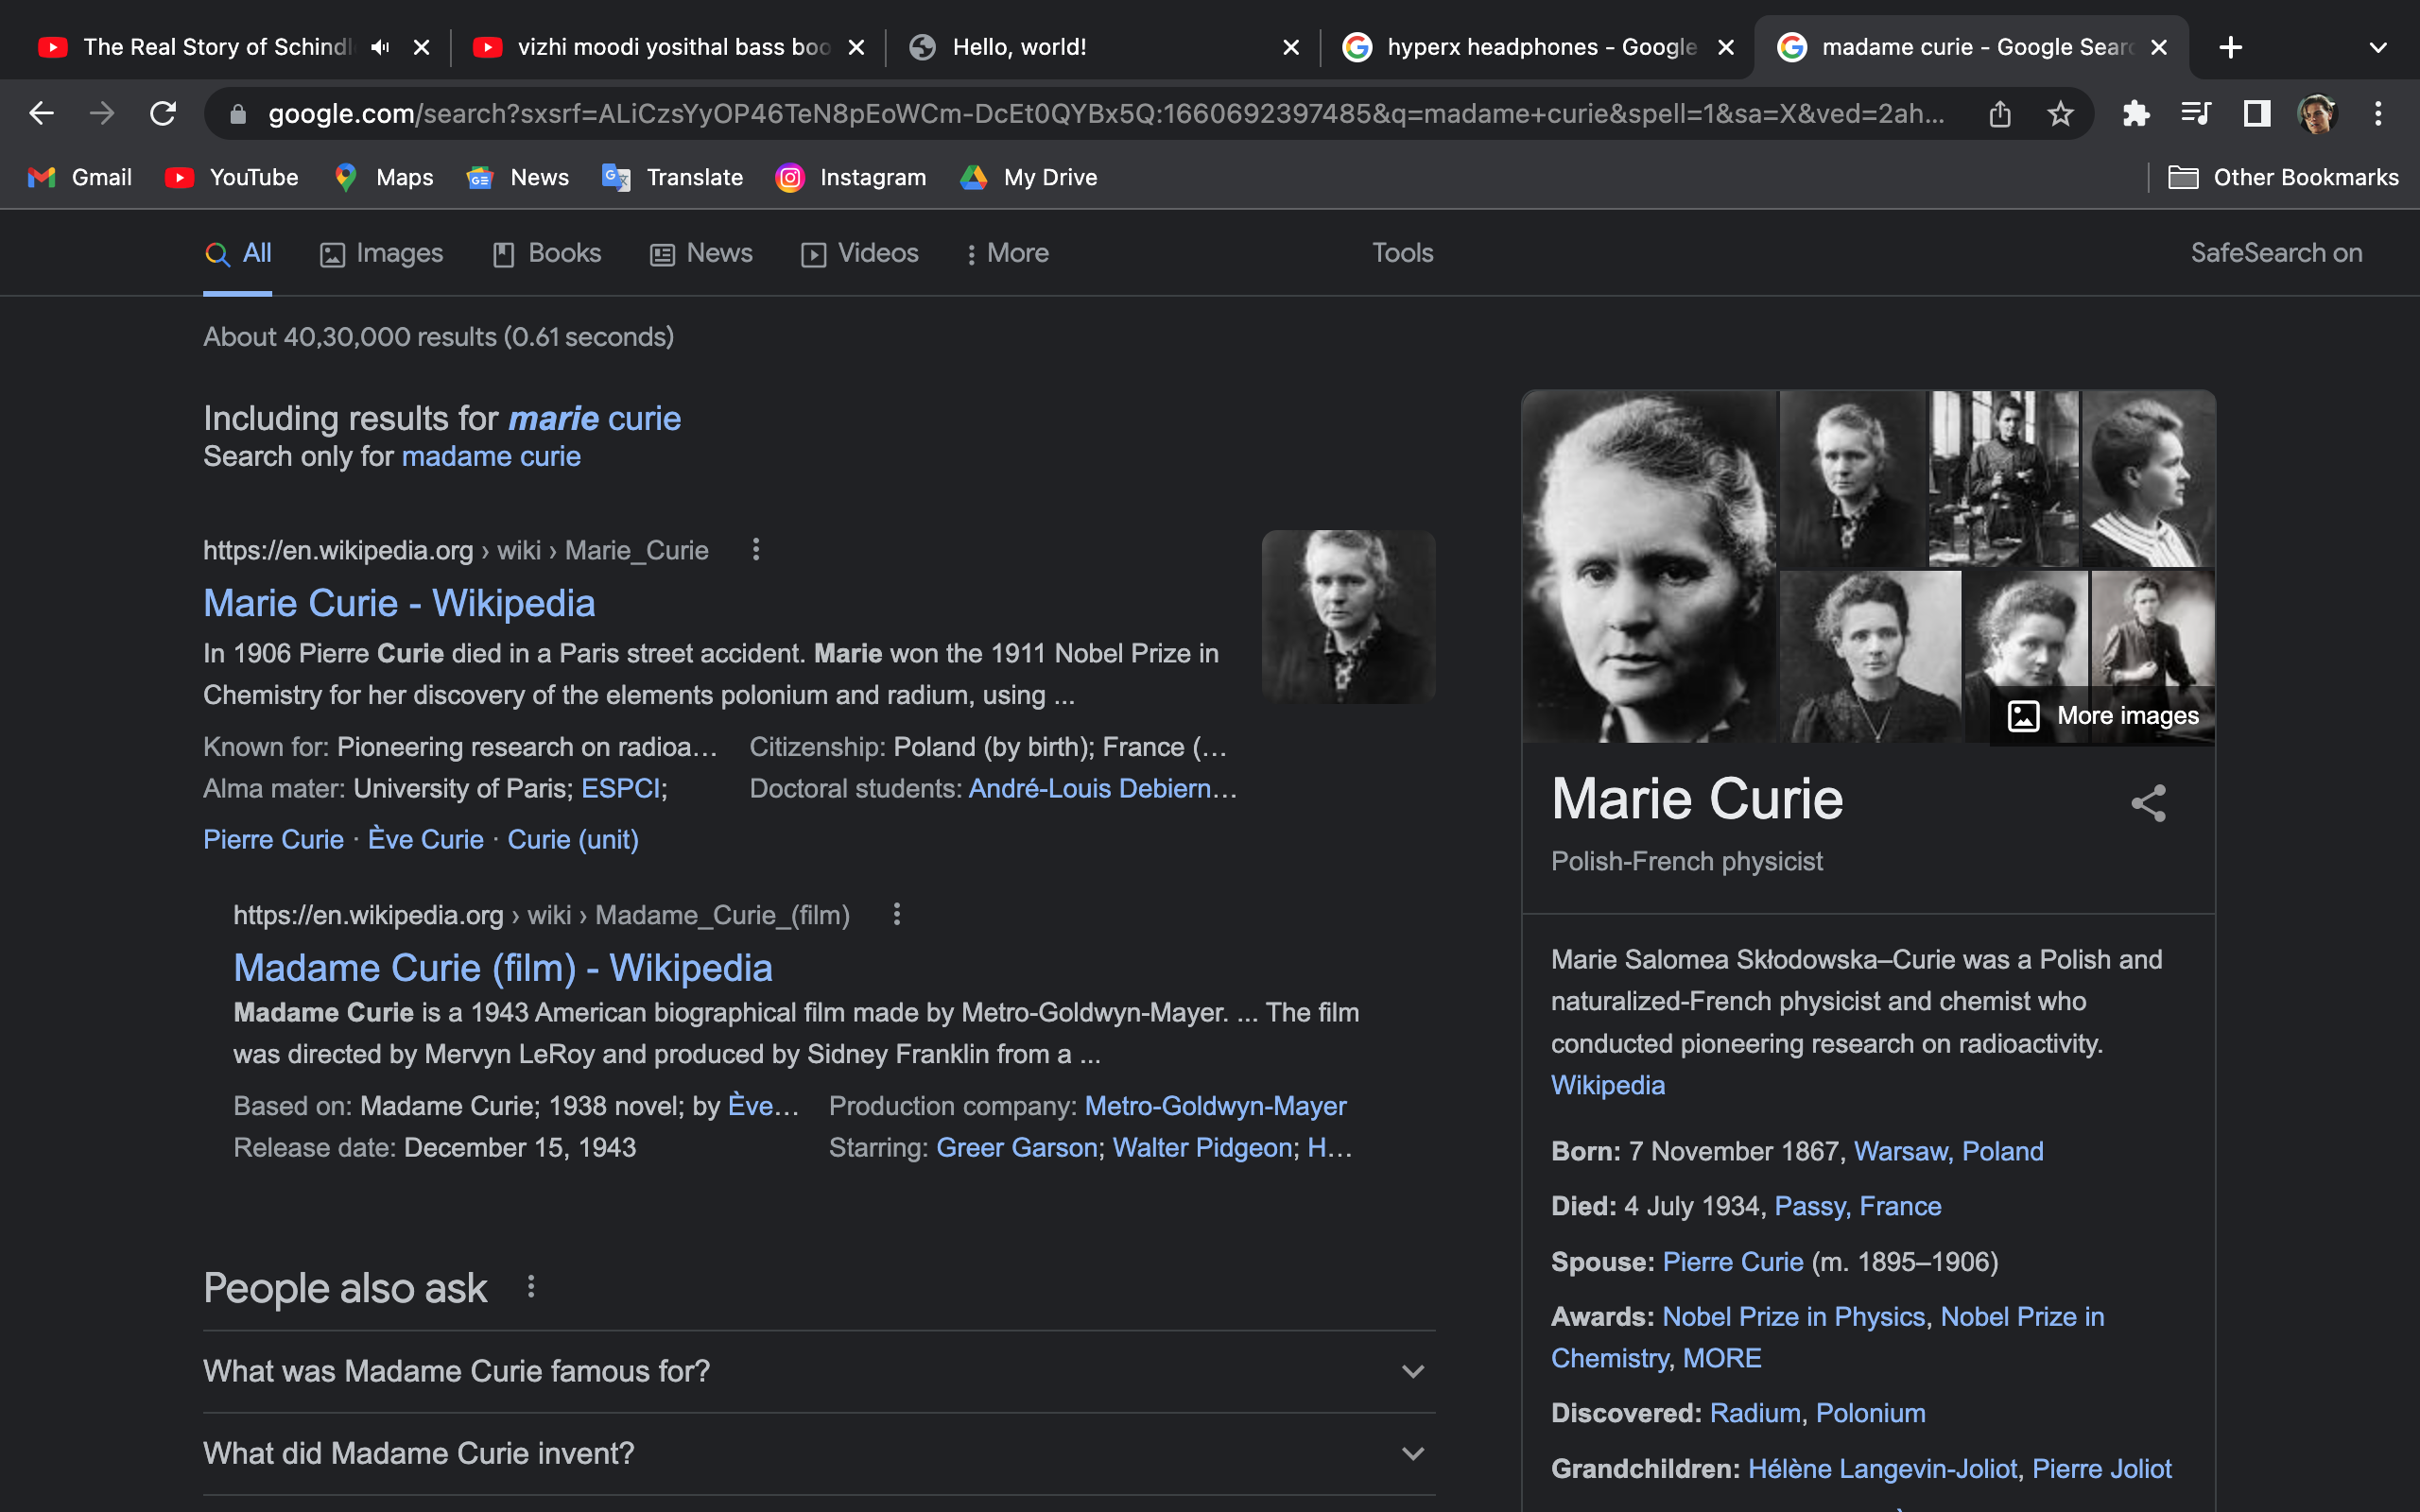 The Real Story of Schindl
vizhi moodi yosithal bass boo
Hello, world!
hyperx headphones - Google
madame curie - Google Sear
google.com/search?sxsrf=ALiCzsYyOP46TeN8pEoWCm-DcEt0QYBx5Q:1660692397485&q=madame+curie&spell=1&sa=X&ved=2ah...
Gmail
YouTube
Maps
News
Translate
Instagram
My Drive
Other Bookmarks
All
Images
Books
News
Videos
More
Tools
SafeSearch on
About 40,30,000 results (0.61 seconds)
Including results for marie curie
Search only for madame curie
https://en.wikipedia.org › wiki › Marie_Curie
Marie Curie - Wikipedia
In 1906 Pierre Curie died in a Paris street accident. Marie won the 1911 Nobel Prize in
Chemistry for her discovery of the elements polonium and radium, using ...
Known for: Pioneering research on radioa... Citizenship: Poland (by birth); France (...
Alma mater: University of Paris; ESPCI; Doctoral students: André-Louis Debiern...
Pierre Curie · Ève Curie · Curie (unit)
https://en.wikipedia.org › wiki › Madame_Curie_(film)
Madame Curie (film) - Wikipedia
Madame Curie is a 1943 American biographical film made by Metro-Goldwyn-Mayer. ... The film
was directed by Mervyn LeRoy and produced by Sidney Franklin from a ...
Based on: Madame Curie; 1938 novel; by Ève... Production company: Metro-Goldwyn-Mayer
Release date: December 15, 1943 Starring: Greer Garson; Walter Pidgeon; H...
People also ask
What was Madame Curie famous for?
What did Madame Curie invent?
More images
Marie Curie
Polish-French physicist
Marie Salomea Skłodowska–Curie was a Polish and
naturalized-French physicist and chemist who
conducted pioneering research on radioactivity.
Wikipedia
Born: 7 November 1867, Warsaw, Poland
Died: 4 July 1934, Passy, France
Spouse: Pierre Curie (m. 1895–1906)
Awards: Nobel Prize in Physics, Nobel Prize in
Chemistry, MORE
Discovered: Radium, Polonium
Grandchildren: Hélène Langevin-Joliot, Pierre Joliot